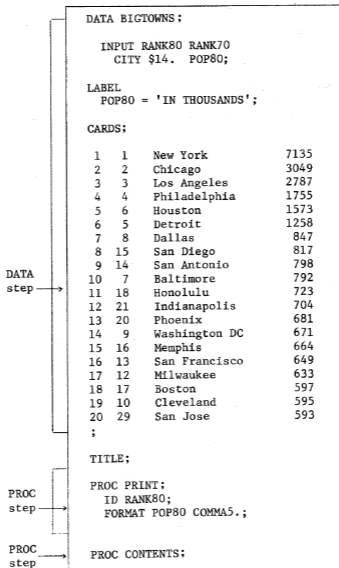 DATA BIGTOWNS;
INPUT RANK80 RANK70
CITY $14. POP80;
LABEL
POP80 = 'IN THOUSANDS';
CARDS;
1 1 New York 7135
2 2 Chicago 3049
3 3 Los Angeles 2787
4 4 Philadelphia 1755
5 6 Houston 1573
6 5 Detroit 1258
7 8 Dallas 847
8 15 San Diego 817
9 14 San Antonio 798
10 7 Baltimore 792
DATA
step
11 18 Honolulu 723
12 21 Indianapolis 704
13 20 Phoenix 681
14 9 Washington DC 671
15 16 Memphis 664
16 13 San Francisco 649
17 12 Milwaukee 633
18 17 Boston 597
19 10 Cleveland 595
20 29 San Jose 593
;
TITLE;
PROC
step
PROC PRINT;
ID RANK80;
FORMAT POP80 COMMA5.;
PROC
step
PROC CONTENTS;